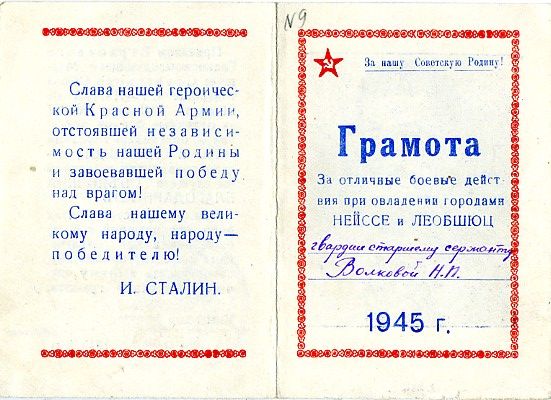 Слава нашей героичес-
кой Красной Армии,
отстоявшей независи-
мость нашей Родины
и завоевавшей победу
над врагом!
Слава нашему вели-
кому народу, народу—
победителю!
И. СТАЛИН.
№9
За нашу Советскую Родину!
Грамота
За отличные боевые дейст-
вия при овладении городами
НЕЙССЕ и ЛЕОБШЮЦ
гвардии старшему сержанту
Волковой Н.П.
1945 г.